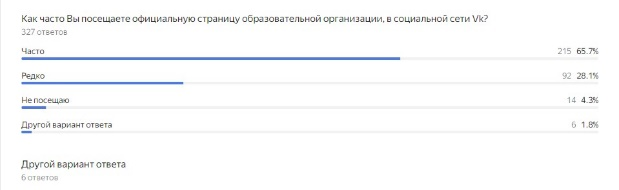 Как часто Вы посещаете официальную страницу образовательной организации, в социальной сети Vk?
327 ответов
Часто 215 65.7%
Редко 92 28.1%
Не посещаю 14 4.3%
Другой вариант ответа 6 1.8%
Другой вариант ответа
6 ответов